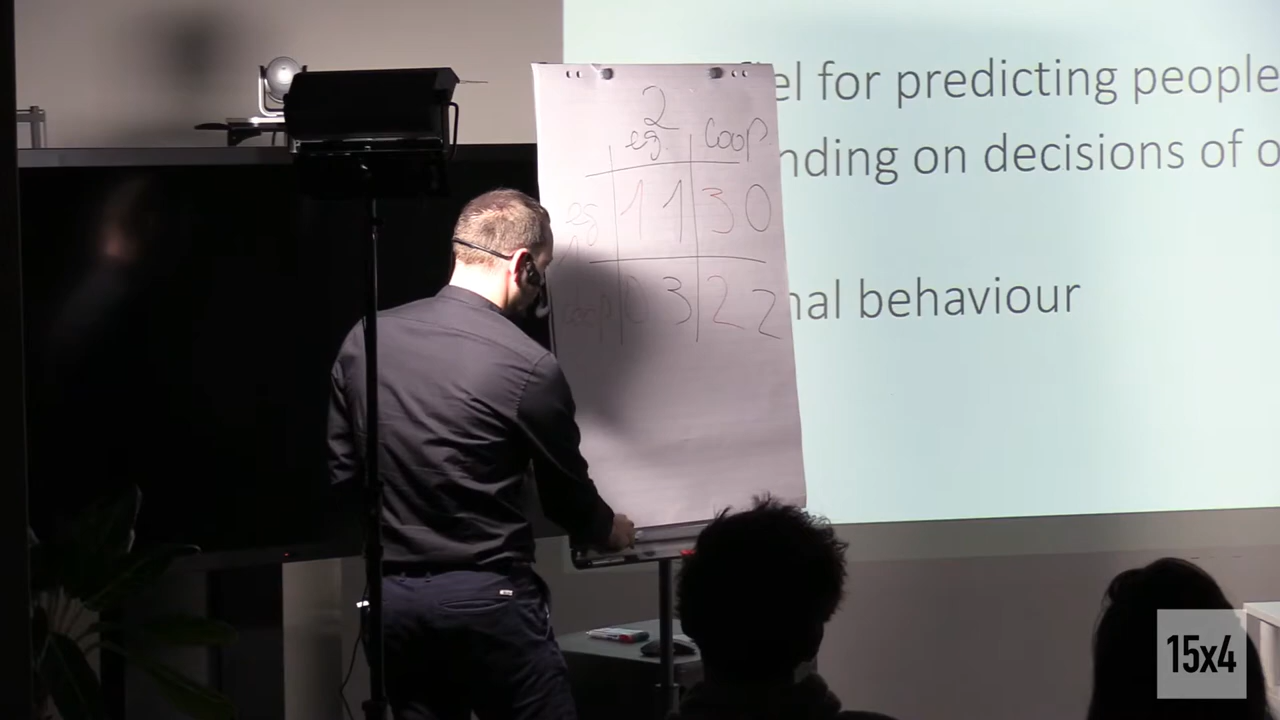 el for predicting people
nding on decisions of o
nal behaviour
2
eg. coop.
eg 1 1 3 0
coop 0 3 2 2
15x4